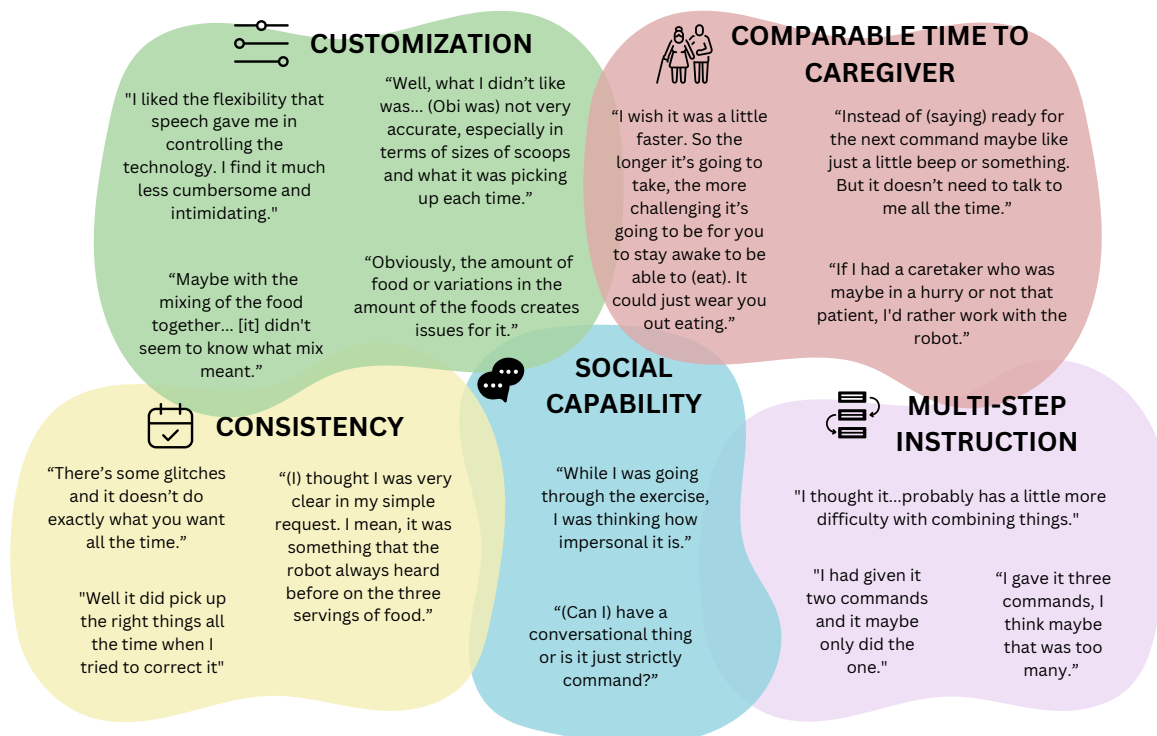 CUSTOMIZATION
"I liked the flexibility that
speech gave me in
controlling the
technology. I find it much
less cumbersome and
intimidating."
“Well, what I didn’t like
was... (Obi was) not very
accurate, especially in
terms of sizes of scoops
and what it was picking
up each time.”
“Maybe with the
mixing of the food
together... [it] didn't
seem to know what mix
meant.”
“Obviously, the amount of
food or variations in the
amount of the foods creates
issues for it.”
COMPARABLE TIME TO
CAREGIVER
“I wish it was a little
faster. So the
longer it’s going to
take, the more
challenging it’s
going to be for you
to stay awake to be
able to (eat). It
could just wear you
out eating.”
“Instead of (saying) ready for
the next command maybe like
just a little beep or something.
But it doesn’t need to talk to
me all the time.”
“If I had a caretaker who was
maybe in a hurry or not that
patient, I'd rather work with the
robot.”
CONSISTENCY
“There’s some glitches
and it doesn’t do
exactly what you want
all the time.”
"Well it did pick up
the right things all
the time when I
tried to correct it"
“(I) thought I was very
clear in my simple
request. I mean, it was
something that the
robot always heard
before on the three
servings of food.”
SOCIAL
CAPABILITY
“While I was going
through the exercise,
I was thinking how
impersonal it is.”
“(Can I) have a
conversational thing
or is it just strictly
command?”
MULTI-STEP
INSTRUCTION
"I thought it...probably has a little more
difficulty with combining things."
"I had given it
two commands
and it maybe
only did the
one."
“I gave it three
commands, I
think maybe
that was too
many.”